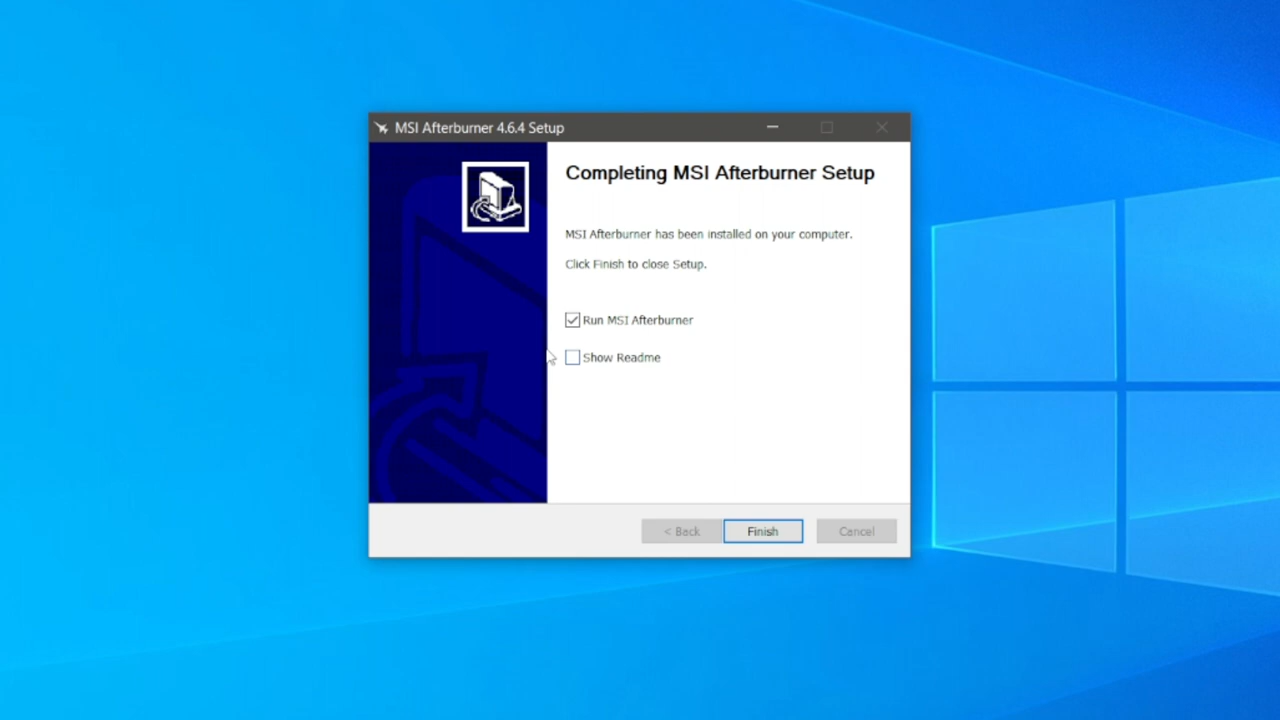 MSI Afterburner 4.6.4 Setup
Completing MSI Afterburner Setup
MSI Afterburner has been installed on your computer.
Click Finish to close Setup.
Run MSI Afterburner
Show Readme
< Back
Finish
Cancel